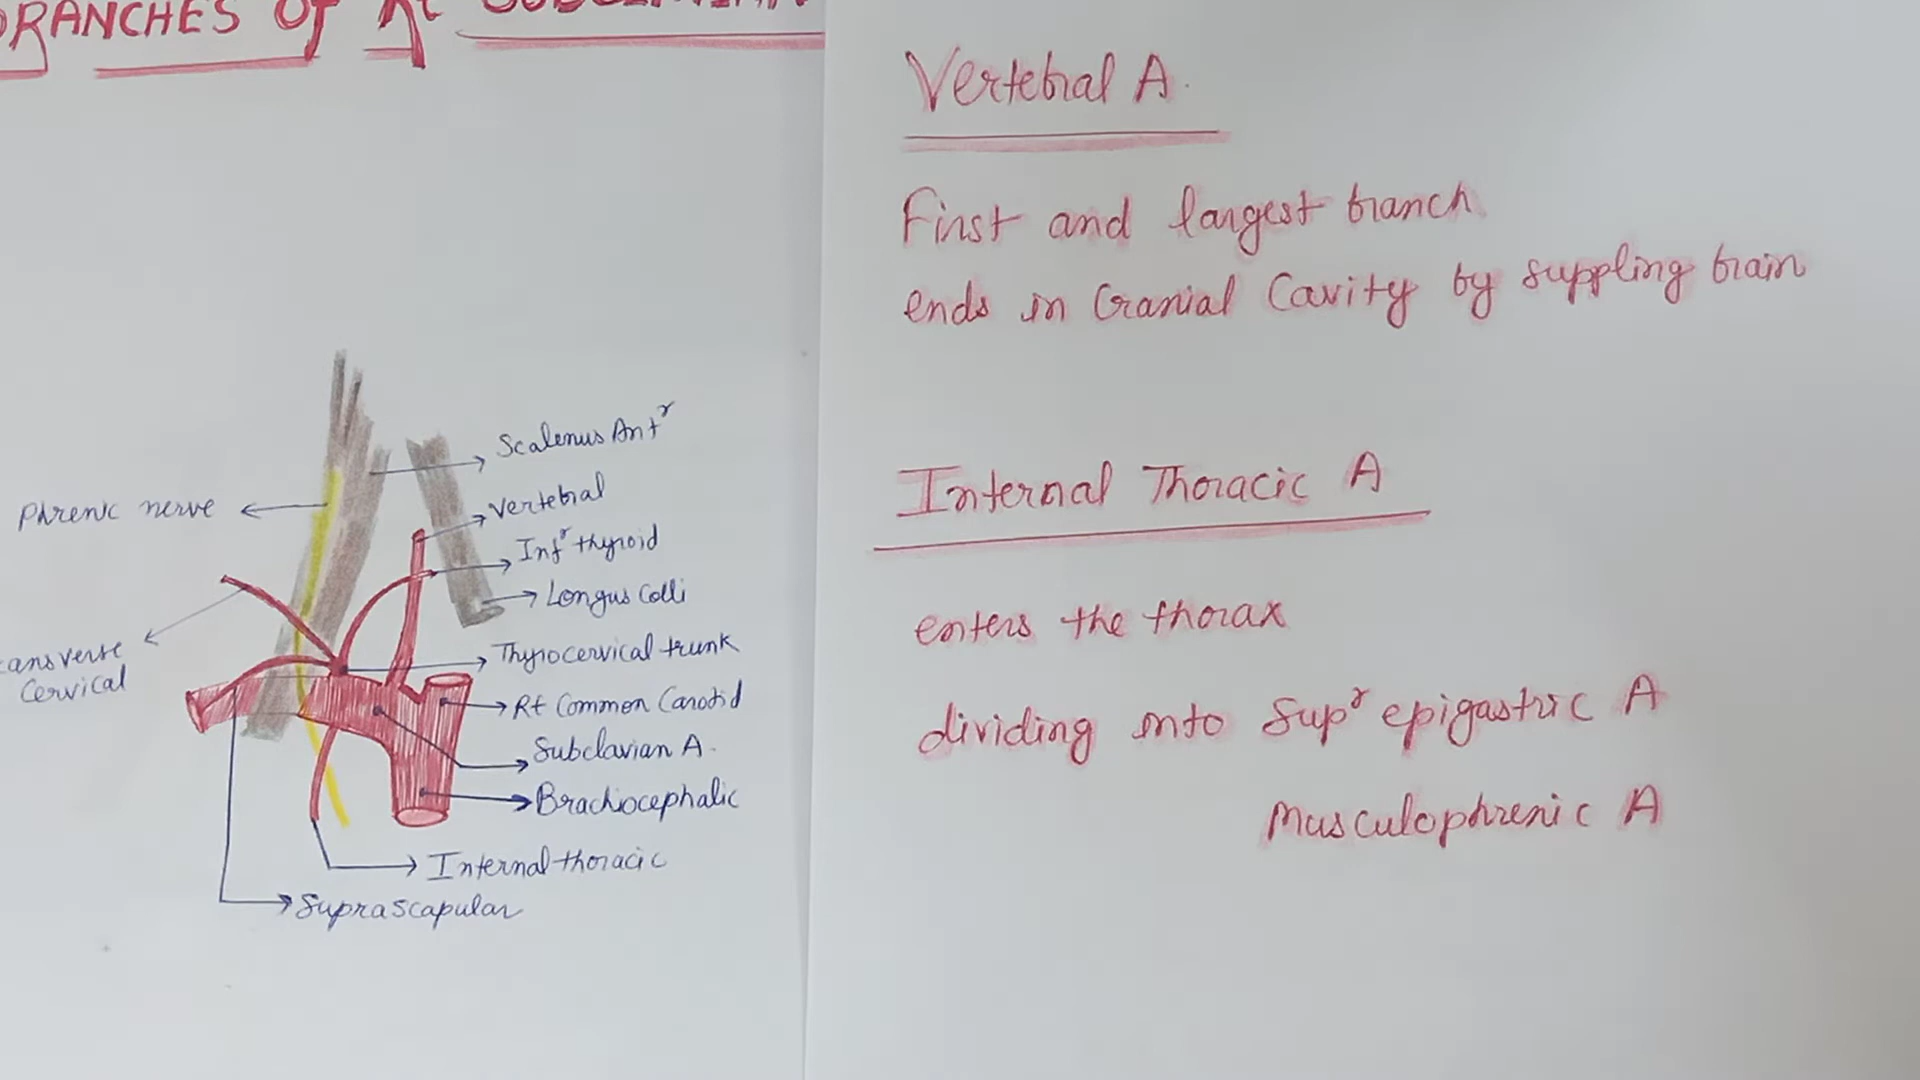 BRANCHES OF Rt
Phrenic nerve
Cervical
Scalenus Antr
Vertebral
Infr thyroid
Longus Colli
Thyrocervical trunk
Rt Common Carotid
Subclavian A.
Brachiocephalic
Internal thoracic
Suprascapular
Vertebral A.
First and largest branch
ends in Cranial Cavity by suppling brain
Internal Thoracic A
enters the thorax
dividing into Supr epigastric A
Musculophrenic A